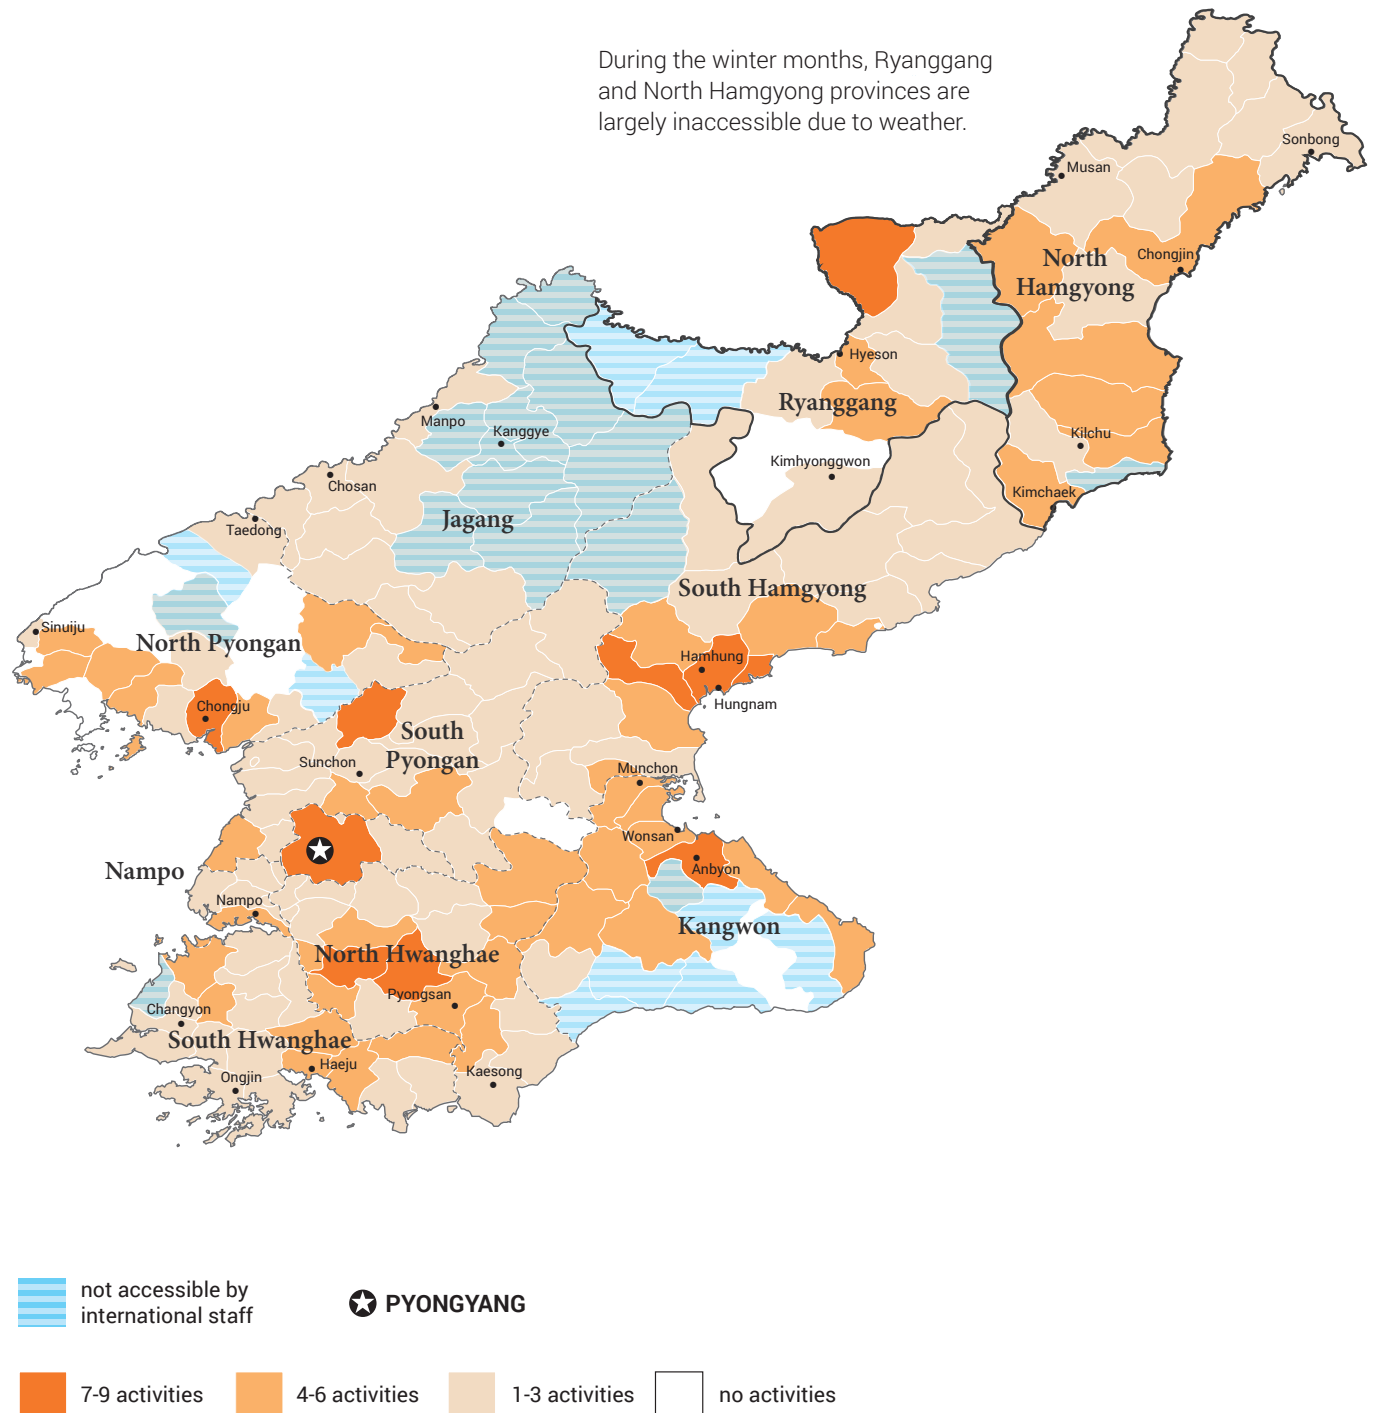 During the winter months, Ryanggang
and North Hamgyong provinces are
largely inaccessible due to weather.
Sonbong
Musan
North
Hamgyong
Chongjin
Hyeson
Ryanggang
Manpo
Kanggye
Kilchu
Kimhyonggwon
Chosan
Kimchaek
Jagang
Taedong
South Hamgyong
Sinuiju
North Pyongan
Hamhung
Chongju
Hungnam
South
Pyongan
Sunchon
Munchon
Wonsan
Nampo
Anbyon
Nampo
Kangwon
North Hwanghae
Pyongsan
Changyon
South Hwanghae
Haeju
Kaesong
Ongjin
not accessible by
international staff
PYONGYANG
7-9 activities
4-6 activities
1-3 activities
no activities